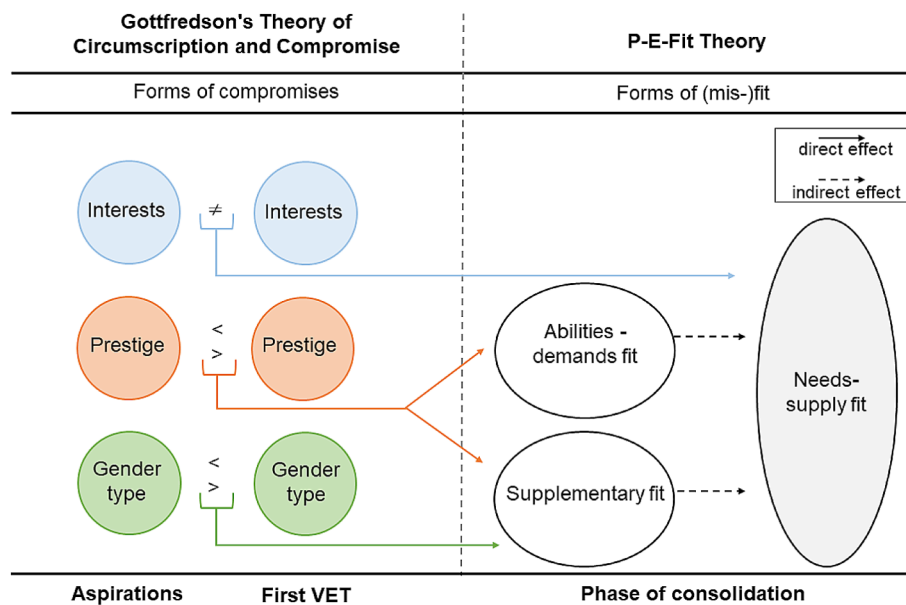 Gottfredson's Theory of
Circumscription and Compromise
P-E-Fit Theory
Forms of compromises
Forms of (mis-)fit
direct effect
indirect effect
Interests
≠
Interests
Prestige
<
>
Prestige
Abilities -
demands fit
Needs-
supply fit
Gender
type
<
>
Gender
type
Supplementary fit
Aspirations
First VET
Phase of consolidation